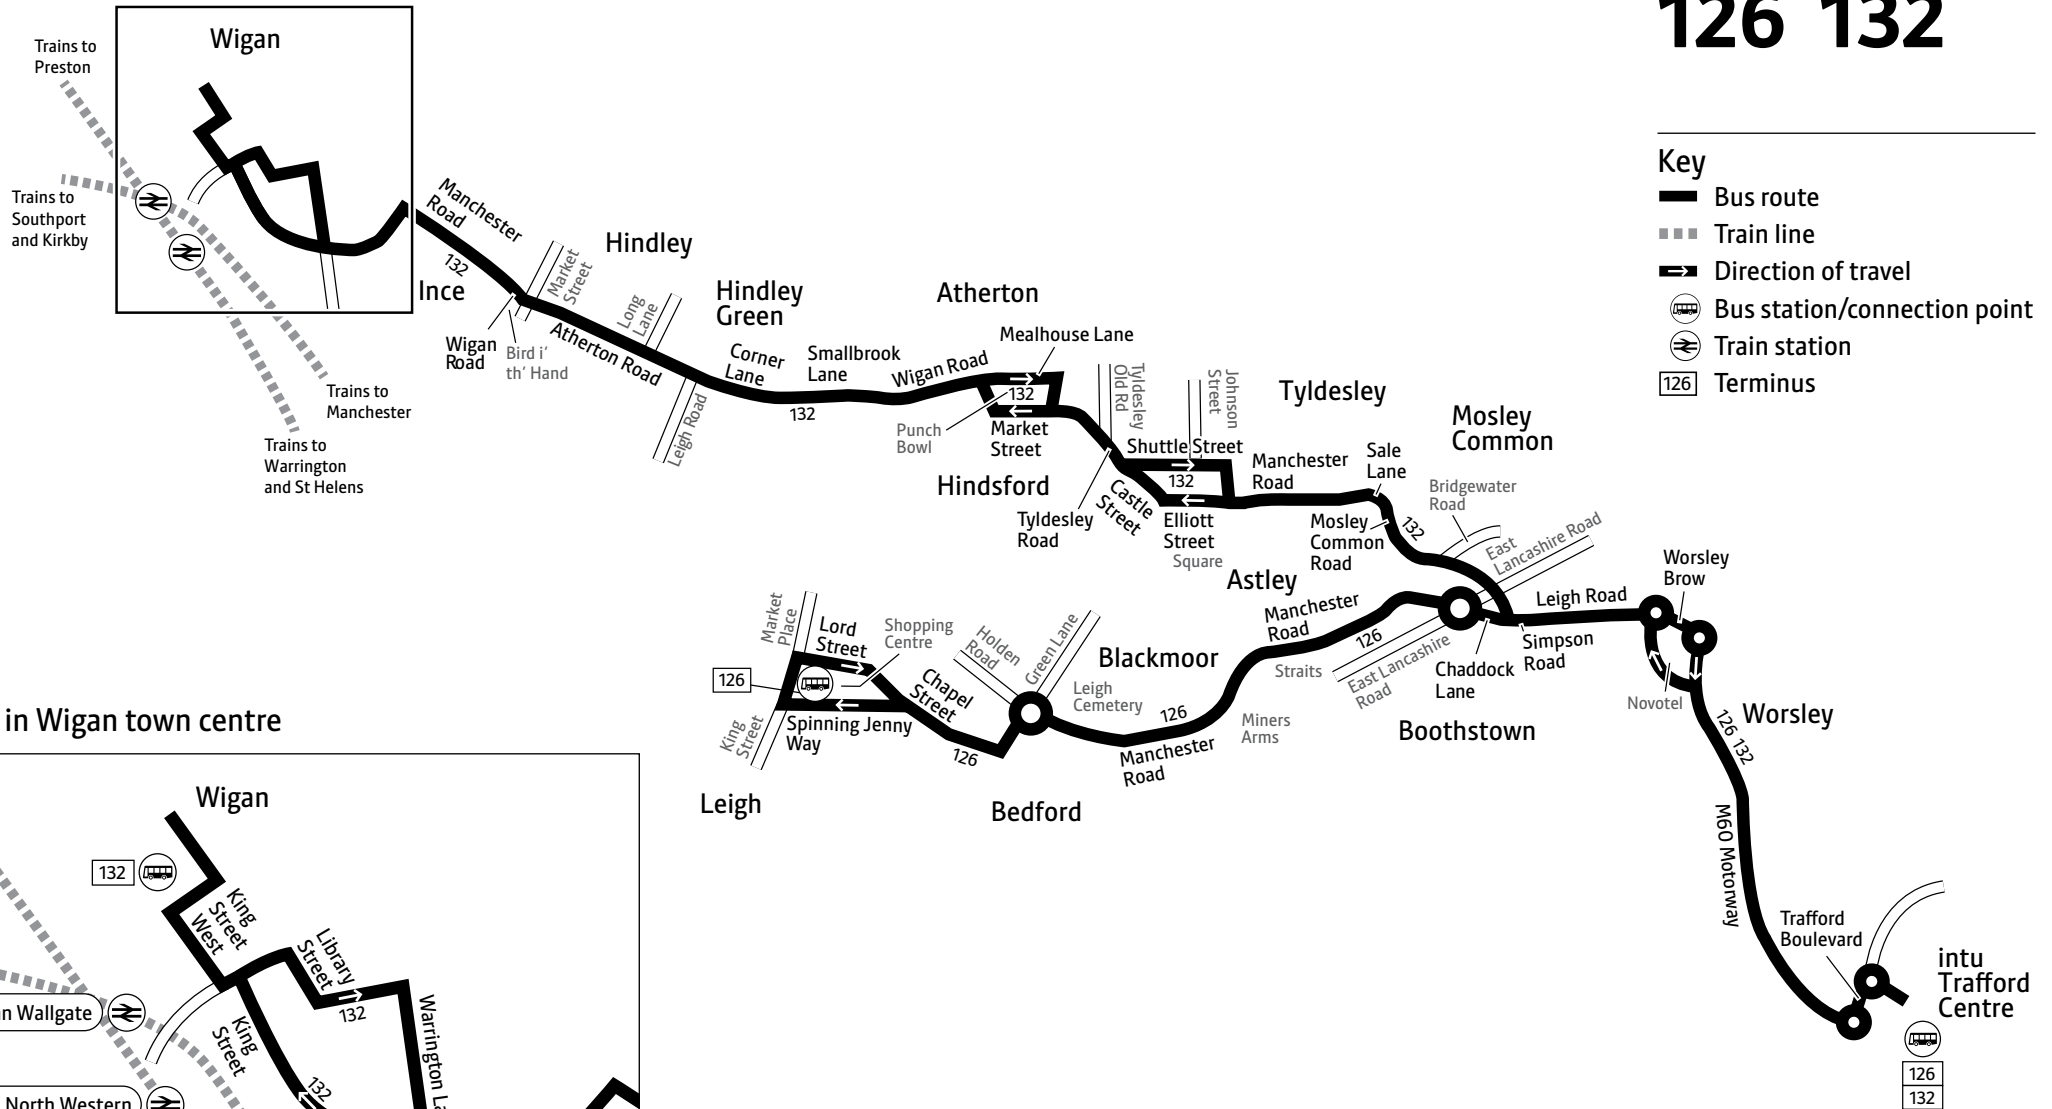 126 132
Key
Bus route
Train line
Direction of travel
Bus station/connection point
Train station
126
Terminus
Wigan
Trains to
Preston
Trains to
Southport
and Kirkby
Trains to
Manchester
Trains to
Warrington
and St Helens
Manchester
Road
132
Ince
Market
Street
Hindley
Wigan
Road
Bird i’
th’ Hand
Long
Lane
Atherton Road
Leigh Road
Hindley
Green
Corner
Lane
132
Smallbrook
Lane
Wigan Road
Atherton
Mealhouse Lane
132
Punch
Bowl
Market
Street
Hindsford
Tyldesley
Old Rd
Johnson
Street
Tyldesley
Shuttle Street
132
Tyldesley
Road
Castle
Street
Elliott
Street
Square
Manchester
Road
Sale
Lane
Mosley
Common
Mosley
Common
Road
132
Bridgewater
Road
East
Lancashire Road
Astley
Manchester
Road
126
Straits
East Lancashire
Road
Leigh Road
Chaddock
Lane
Simpson
Road
Boothstown
Worsley
Brow
Novotel
Worsley
126 132
M60 Motorway
Trafford
Boulevard
intu
Trafford
Centre
126
132
Market
Place
Lord
Street
Shopping
Centre
126
King
Street
Spinning Jenny
Way
Leigh
Chapel
Street
126
Holden
Road
Green Lane
Leigh
Cemetery
Bedford
Blackmoor
126
Manchester
Road
Miners
Arms
in Wigan town centre
Wigan
132
King
Street
West
Library
Street
132
Warrington
King
Street
132
Wallgate
North Western